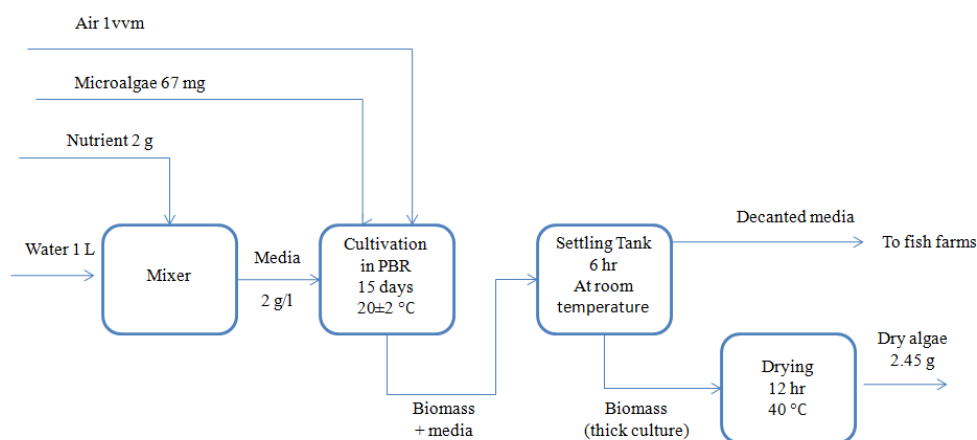 Air 1vvm
Microalgae 67 mg
Nutrient 2 g
Water 1 L
Mixer
Media
2 g/l
Cultivation
in PBR
15 days
20±2 °C
Biomass
+ media
Settling Tank
6 hr
At room
temperature
Decanted media
To fish farms
Biomass
(thick culture)
Drying
12 hr
40 °C
Dry algae
2.45 g